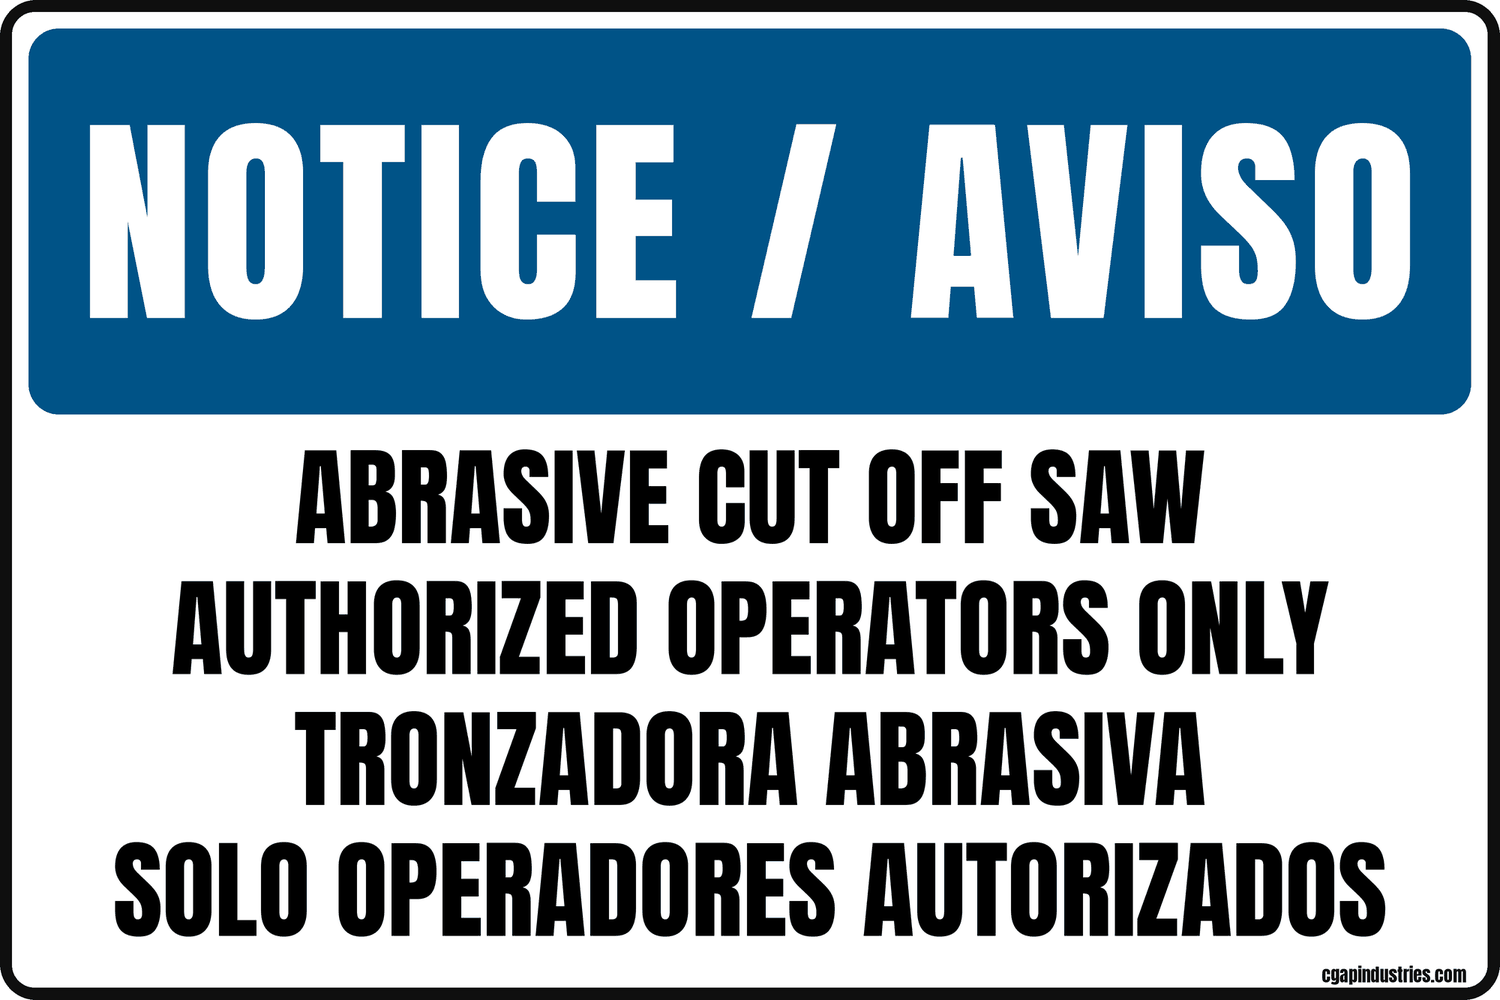 NOTICE / AVISO
ABRASIVE CUT OFF SAW
AUTHORIZED OPERATORS ONLY
TRONZADORA ABRASIVA
SOLO OPERADORES AUTORIZADOS
cgapindustries.com